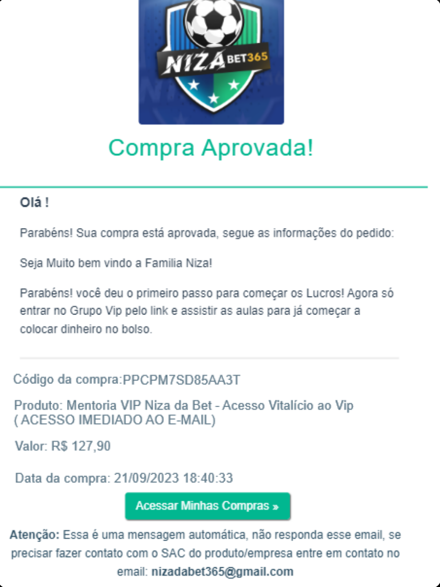 NIZA BET365
Compra Aprovada!
Olá !
Parabéns! Sua compra está aprovada, segue as informações do pedido:
Seja Muito bem vindo a Familia Niza!
Parabéns! você deu o primeiro passo para começar os Lucros! Agora só
entrar no Grupo Vip pelo link e assistir as aulas para já começar a
colocar dinheiro no bolso.
Código da compra:PPCPM7SD85AA3T
Produto: Mentoria VIP Niza da Bet - Acesso Vitalício ao Vip
( ACESSO IMEDIADO AO E-MAIL)
Valor: R$ 127,90
Data da compra: 21/09/2023 18:40:33
Acessar Minhas Compras »
Atenção: Essa é uma mensagem automática, não responda esse email, se
precisar fazer contato com o SAC do produto/empresa entre em contato no
email: nizadabet365@gmail.com